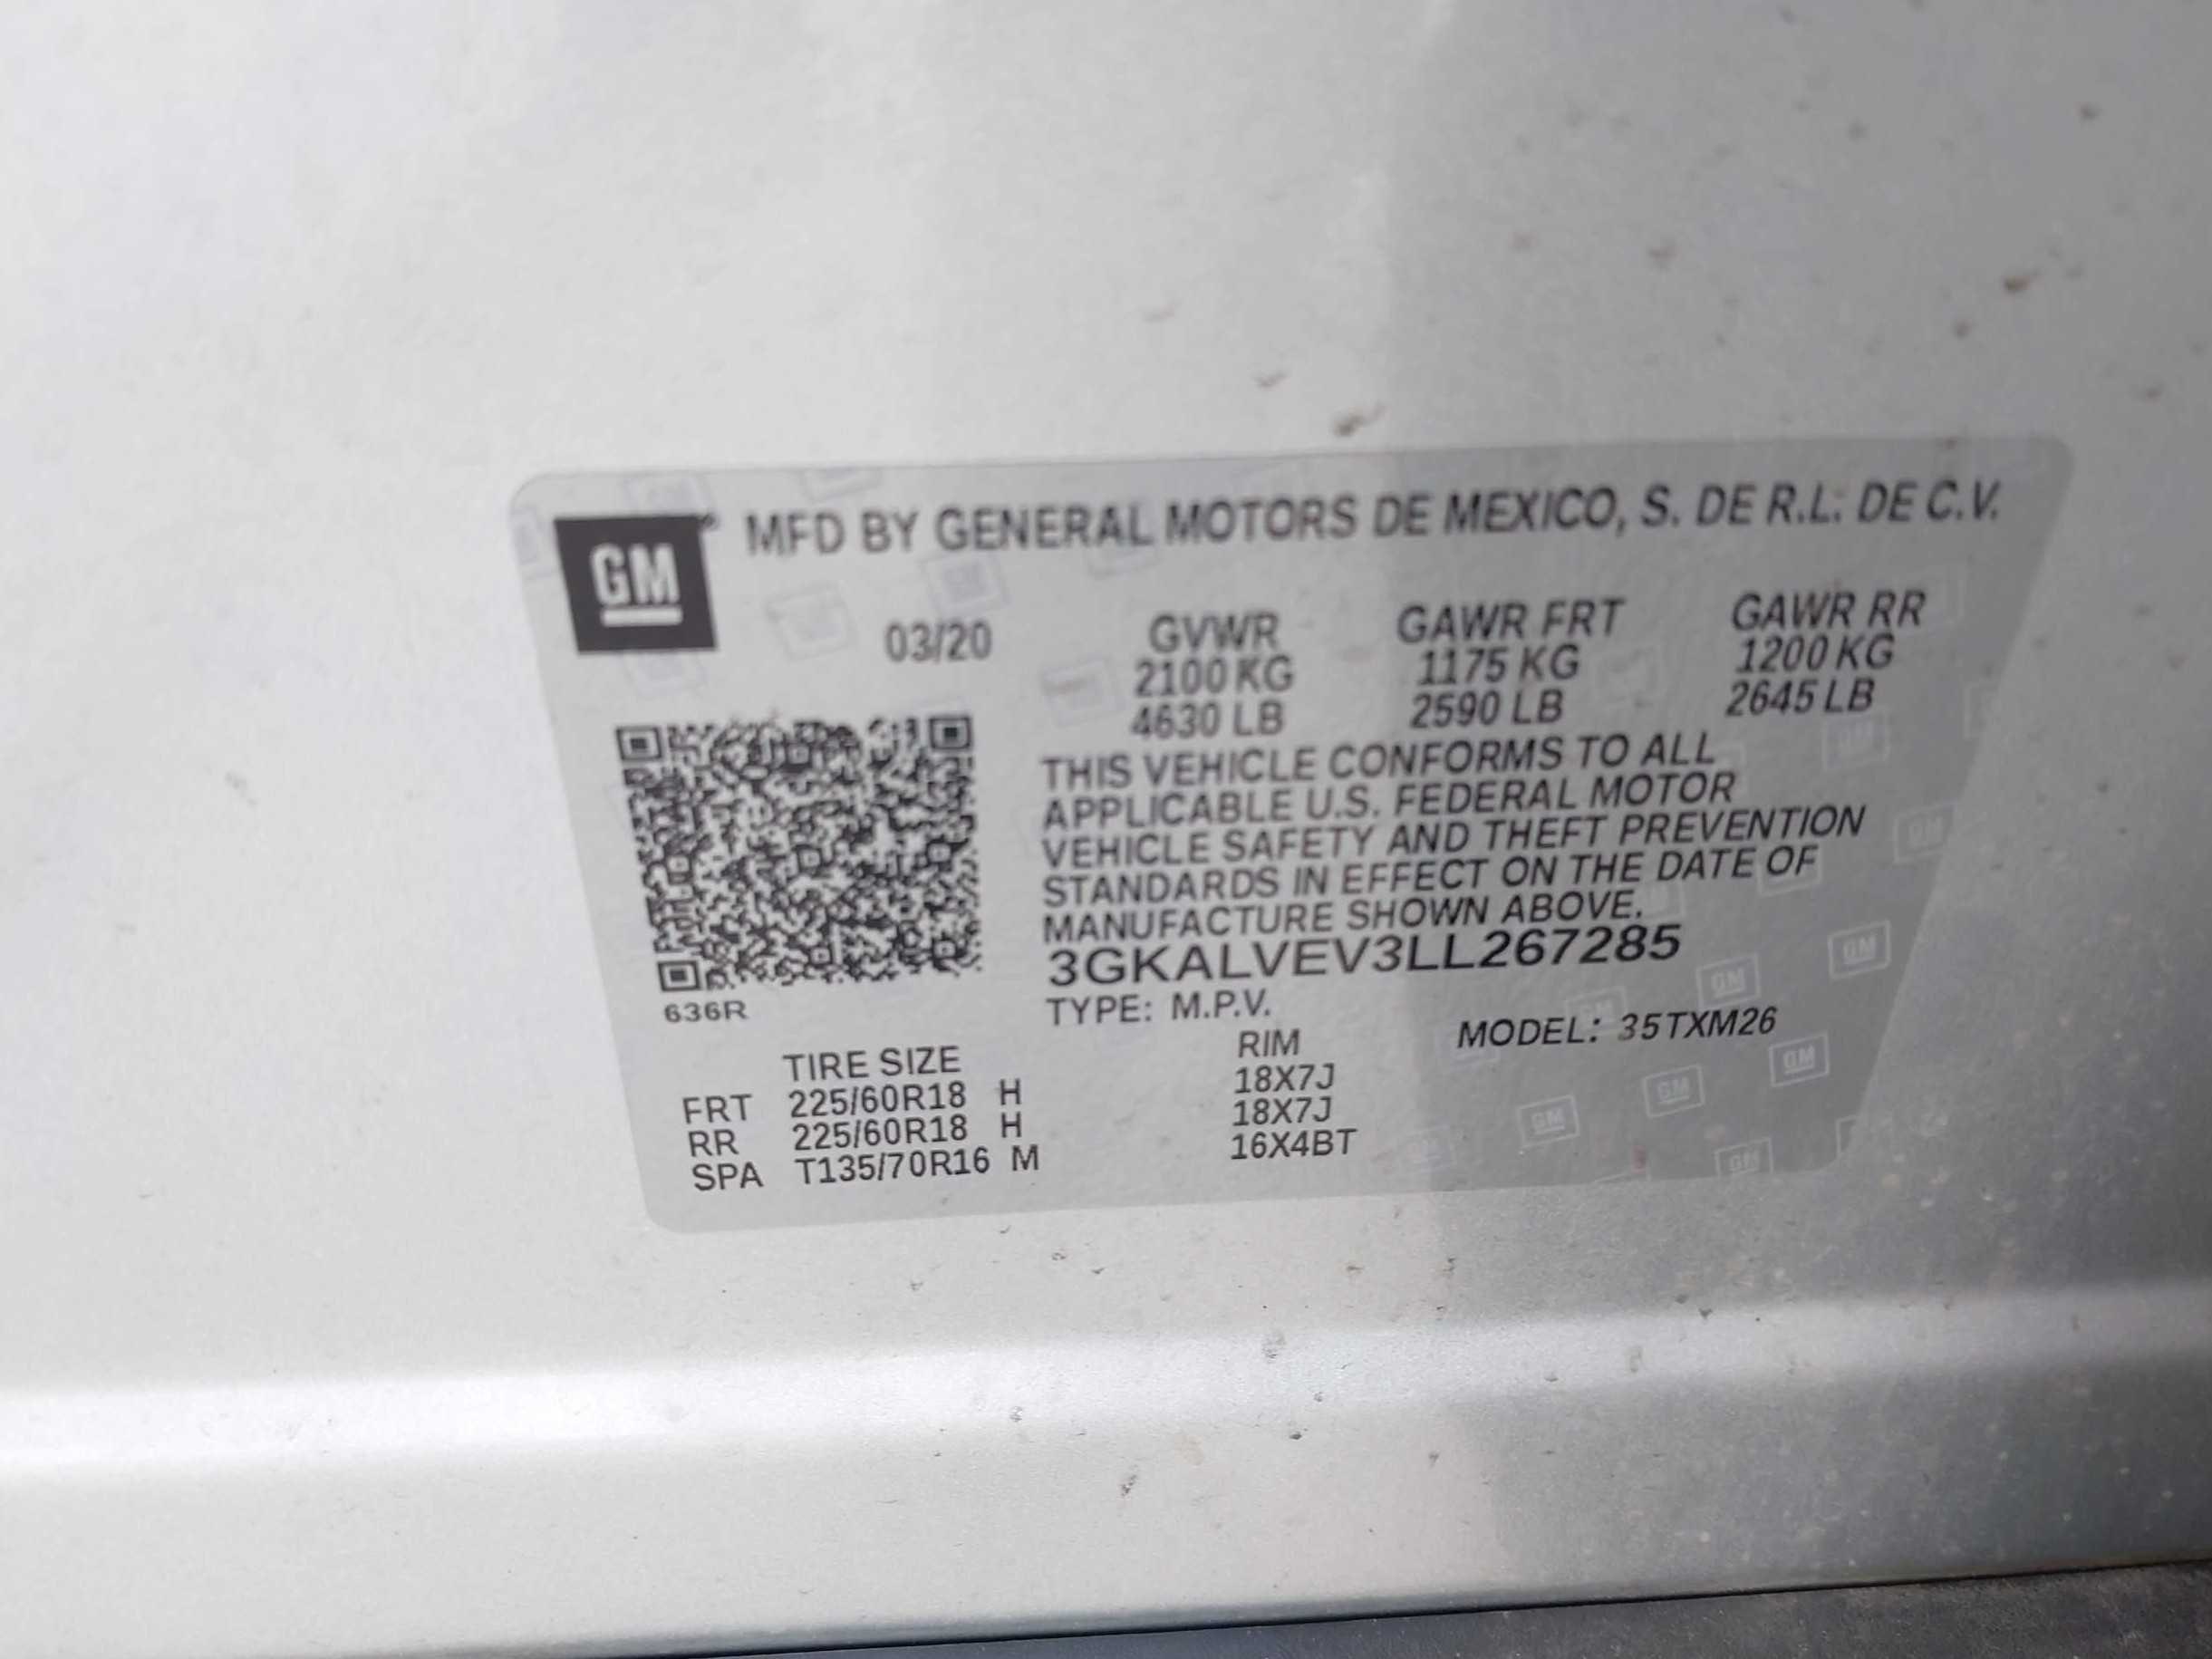 GM
MFD BY GENERAL MOTORS DE MEXICO, S. DE R.L. DE C.V.
03/20 GVWR GAWR FRT GAWR RR
2100 KG 1175 KG 1200 KG
4630 LB 2590 LB 2645 LB
THIS VEHICLE CONFORMS TO ALL
APPLICABLE U.S. FEDERAL MOTOR
VEHICLE SAFETY AND THEFT PREVENTION
STANDARDS IN EFFECT ON THE DATE OF
MANUFACTURE SHOWN ABOVE.
3GKALVEV3LL267285
636R
TYPE: M.P.V. MODEL: 35TXM26
TIRE SIZE RIM
FRT 225/60R18 H 18X7J
RR 225/60R18 H 18X7J
SPA T135/70R16 M 16X4BT